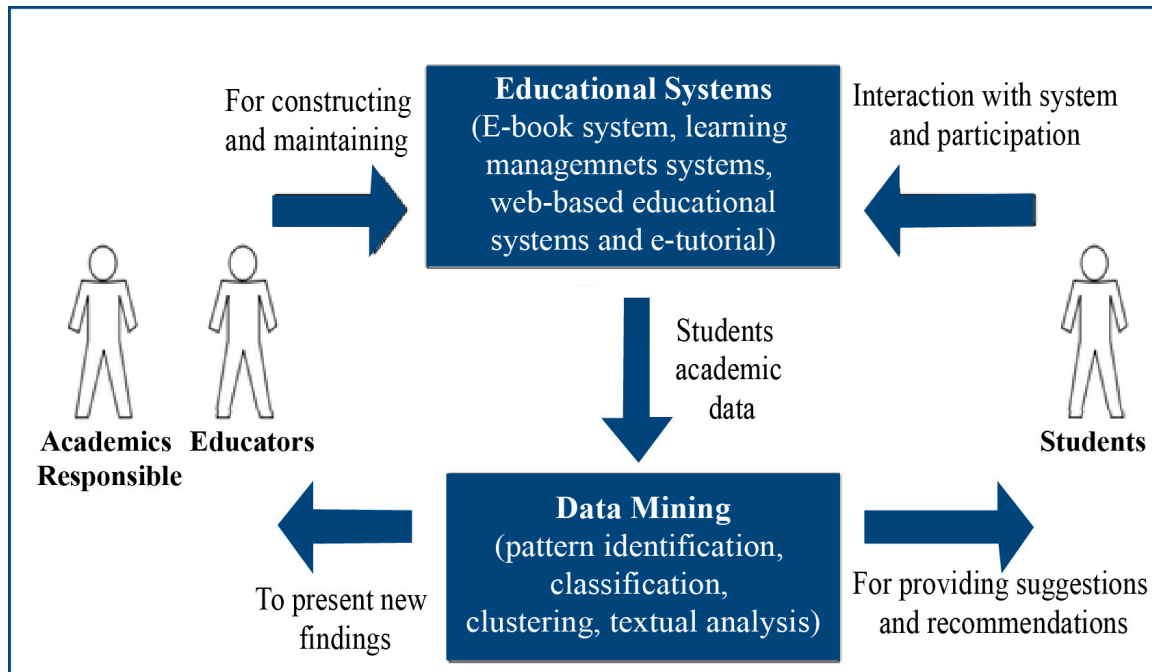 For constructing
and maintaining
Educational Systems
(E-book system, learning
managemnets systems,
web-based educational
systems and e-tutorial)
Interaction with system
and participation
Students
academic
data
Academics
Responsible
Educators
Students
To present new
findings
Data Mining
(pattern identification,
classification,
clustering, textual analysis)
For providing suggestions
and recommendations